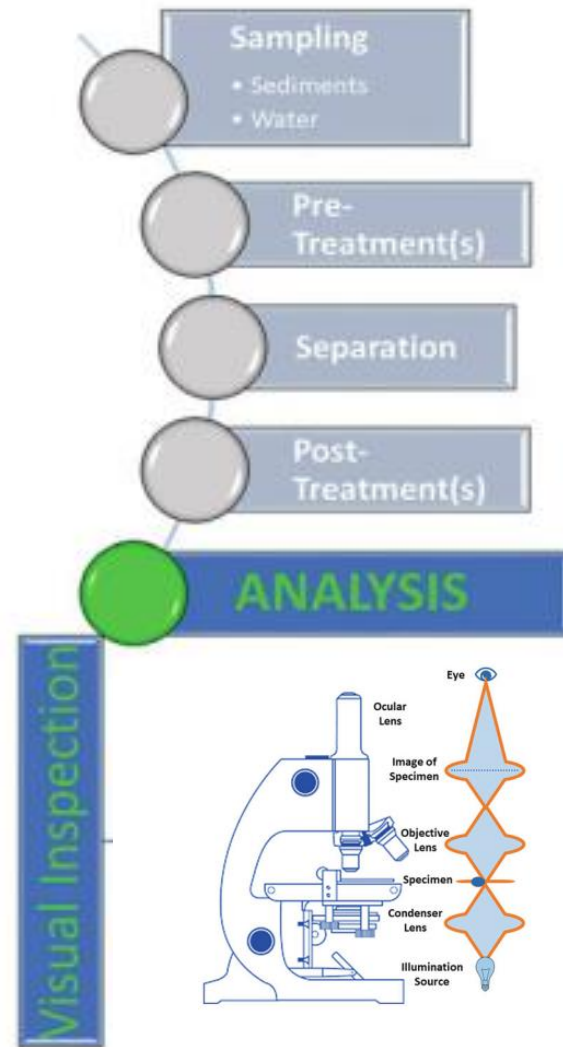 Sampling
• Sediments
• Water
Pre-
Treatment(s)
Separation
Post-
Treatment(s)
ANALYSIS
Visual Inspection
Eye
Ocular
Lens
Image of
Specimen
Objective
Lens
Specimen
Condenser
Lens
Illumination
Source